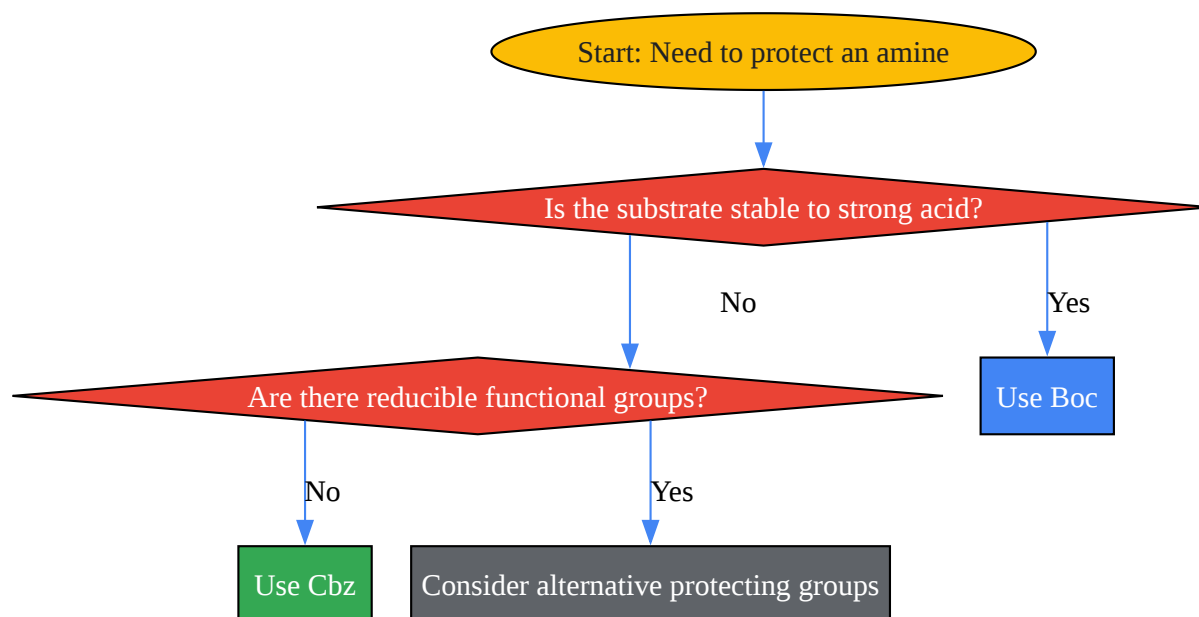 Start: Need to protect an amine
Is the substrate stable to strong acid?
No
Yes
Are there reducible functional groups?
Use Boc
No
Yes
Use Cbz
Consider alternative protecting groups